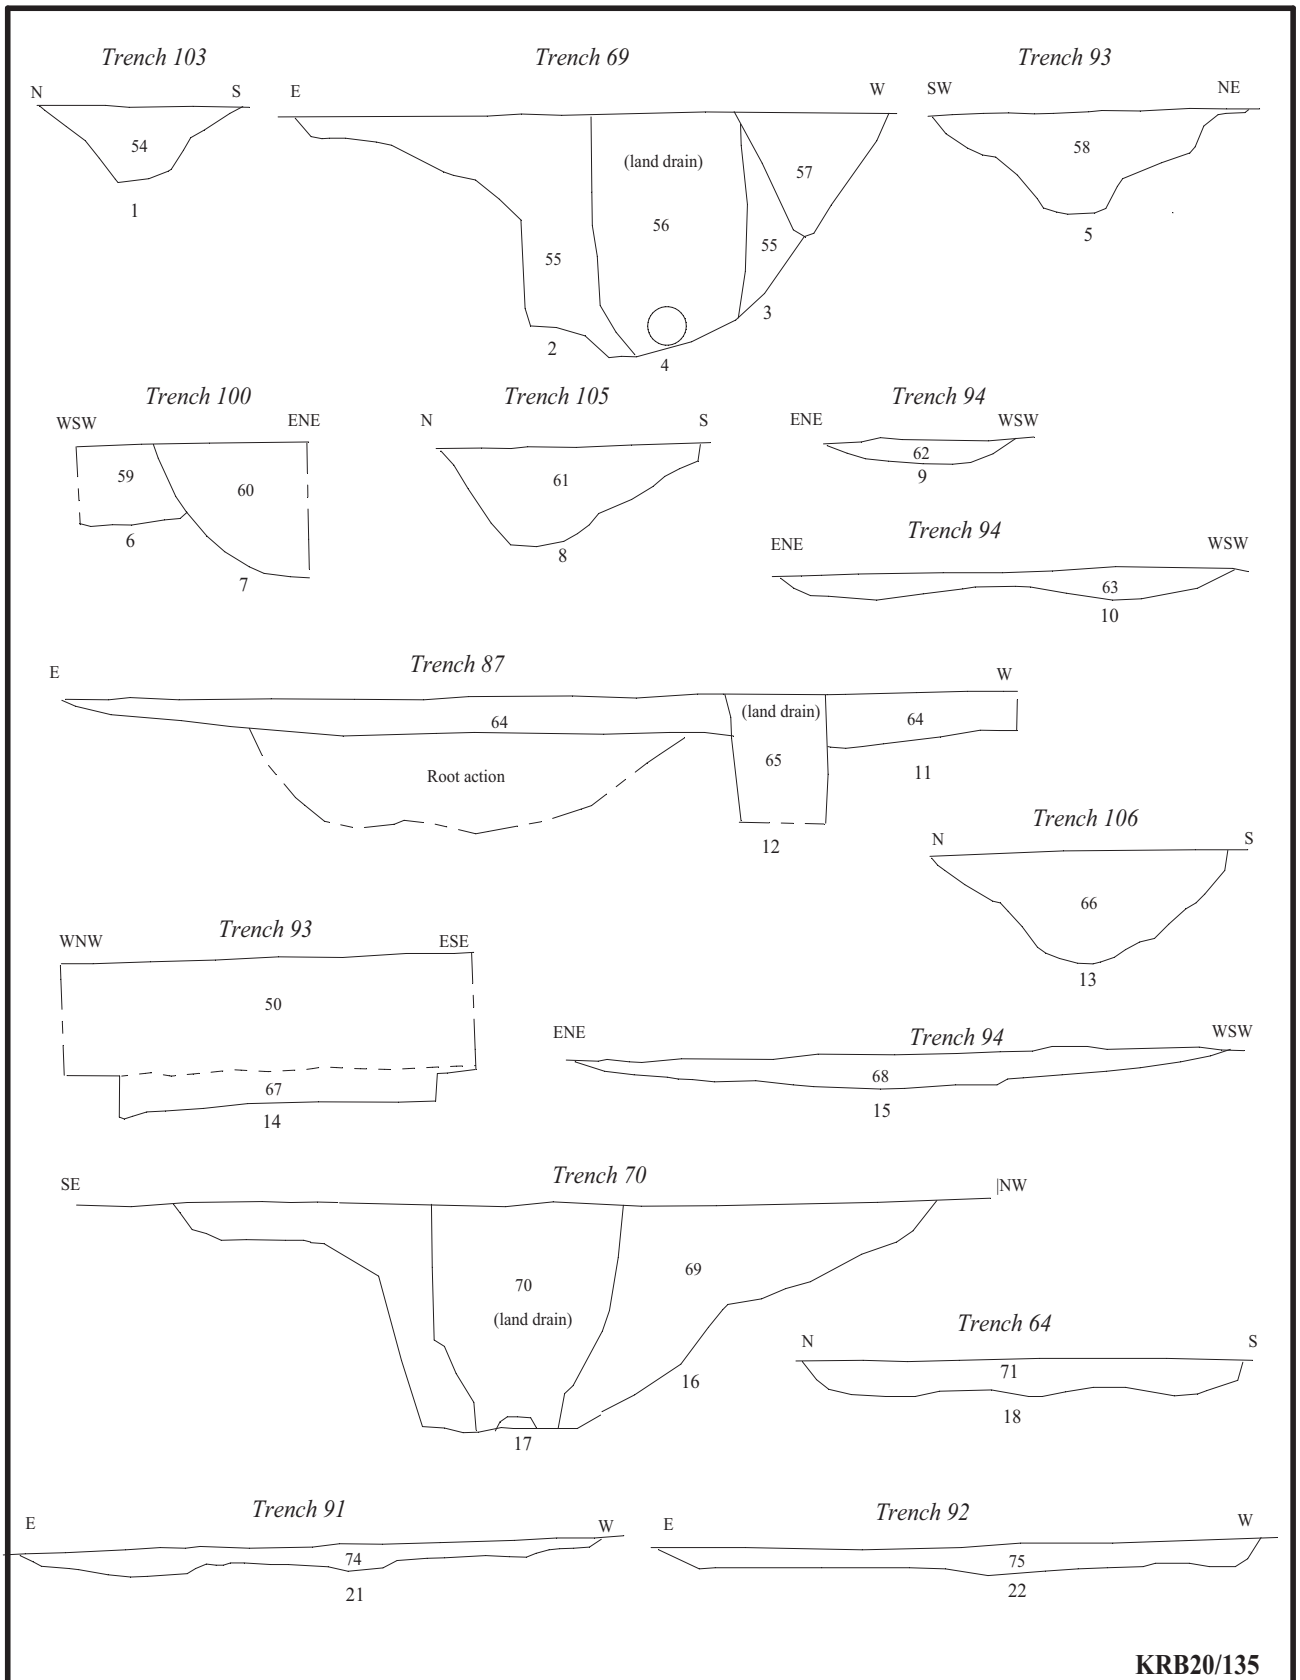 Trench 103
N S
54
1
Trench 69
E W
(land drain)
57
56
55 55
3
2
4
Trench 93
SW NE
58
5
Trench 100
WSW ENE
59
60
6
7
Trench 105
N S
61
8
Trench 94
ENE WSW
62
9
Trench 94
ENE WSW
63
10
Trench 87
E W
64
(land drain)
64
65
Root action
11
12
Trench 106
N S
66
13
Trench 93
WNW ESE
50
67
14
Trench 94
ENE WSW
68
15
Trench 70
SE |NW
69
70
(land drain)
16
17
Trench 64
N S
71
18
Trench 91
E W
74
21
Trench 92
E W
75
22
KRB20/135